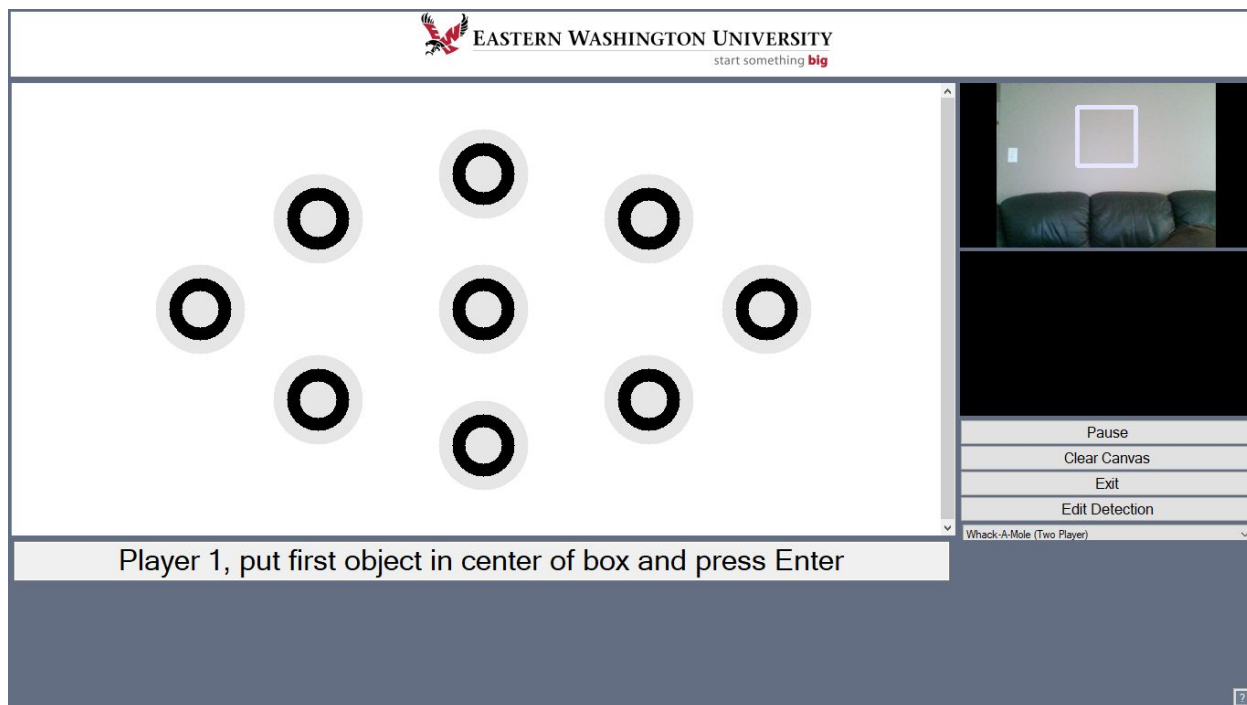 EASTERN WASHINGTON UNIVERSITY
start something big
Pause
Clear Canvas
Exit
Edit Detection
Whack-A-Mole (Two Player)
Player 1, put first object in center of box and press Enter
?